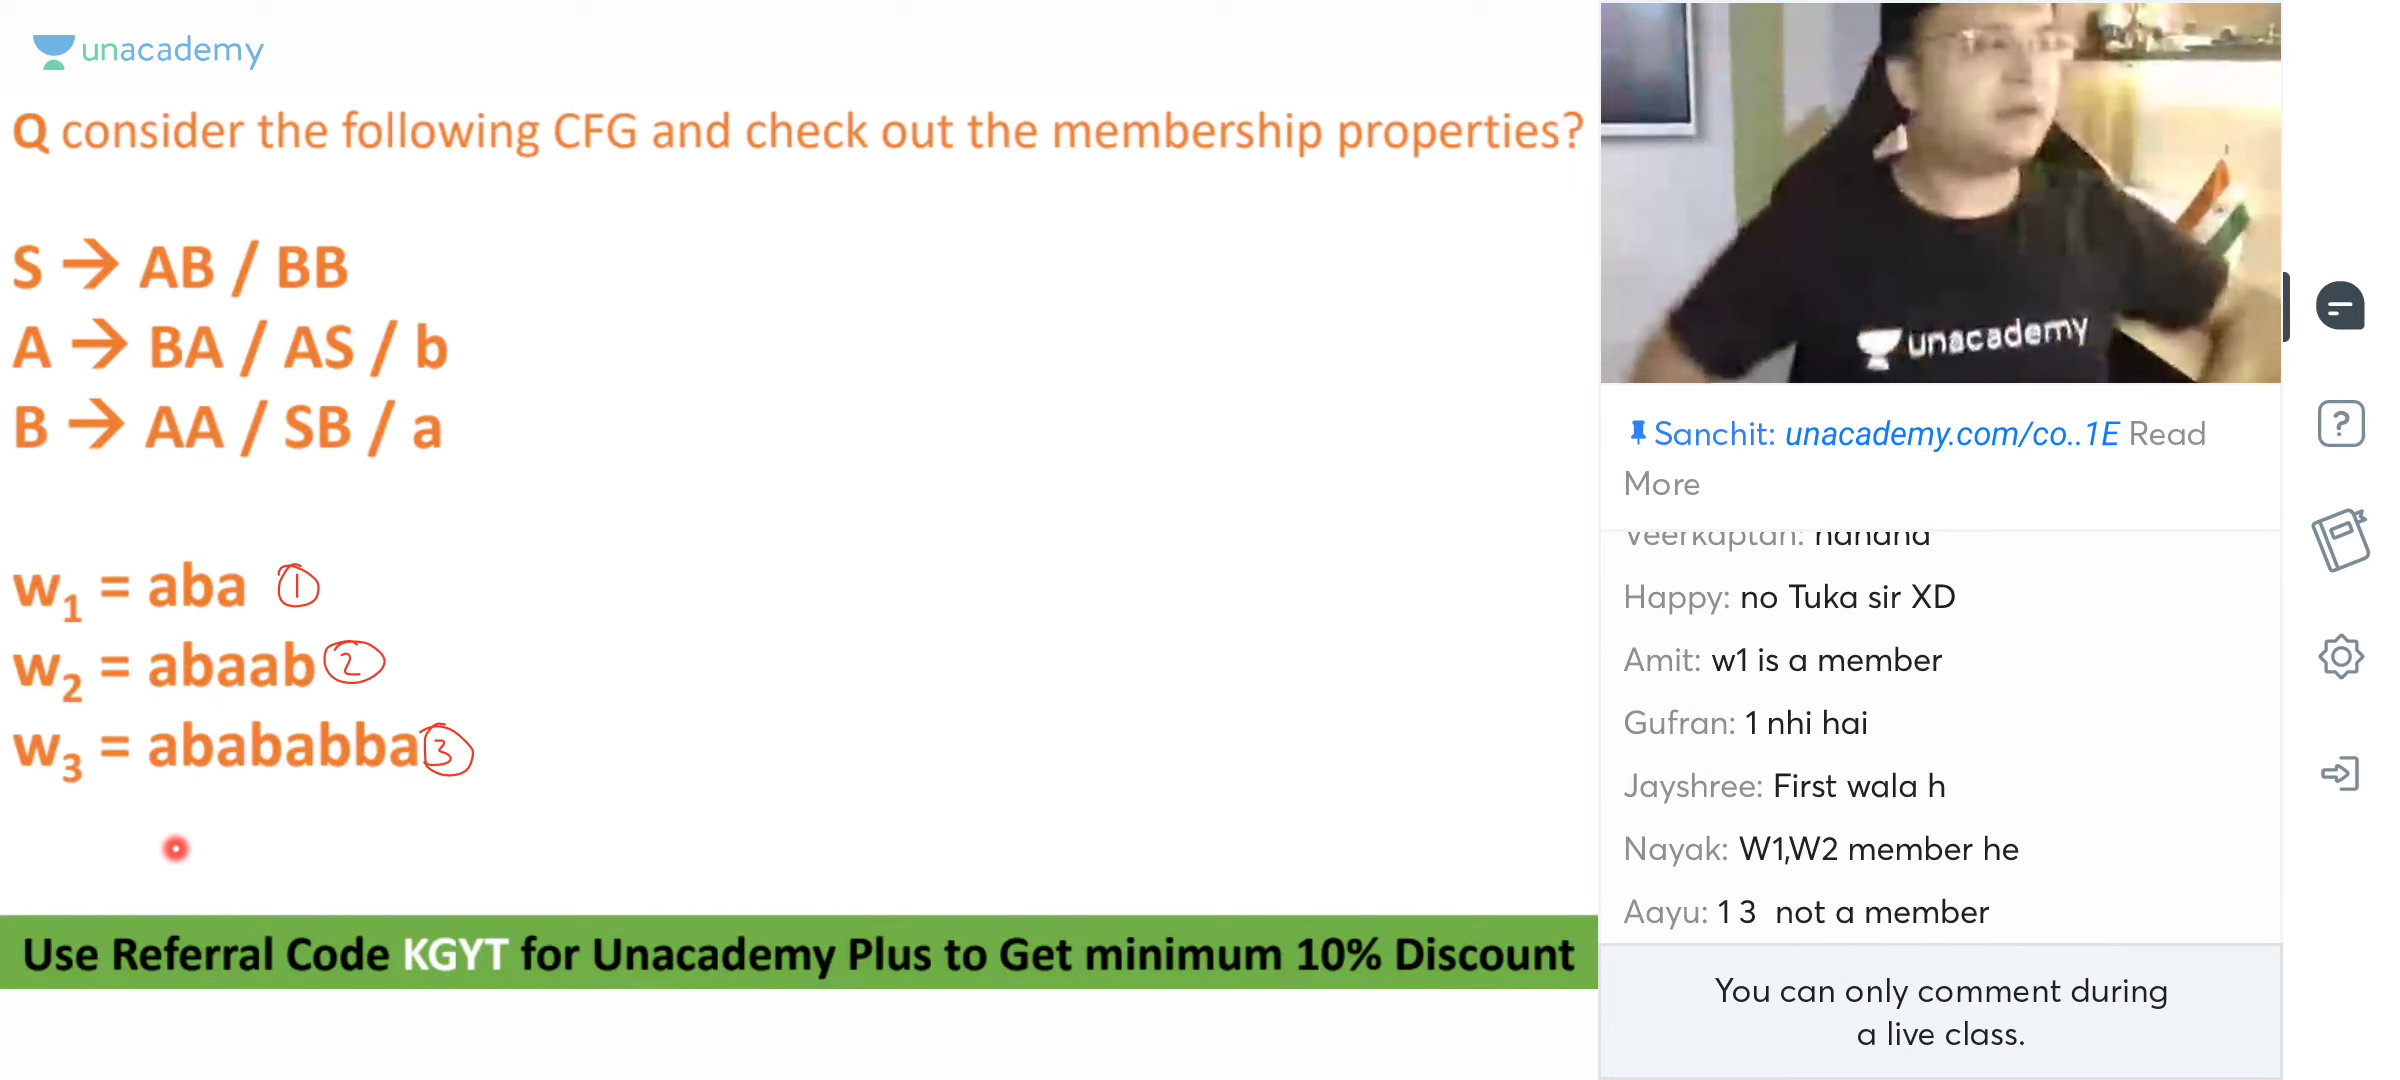 unacademy
Q consider the following CFG and check out the membership properties?
S → AB / BB
A → BA / AS / b
B → AA / SB / a
w1 = aba ①
w2 = abaab ②
w3 = abababba ③
Use Referral Code KGYT for Unacademy Plus to Get minimum 10% Discount
unacademy
Sanchit: unacademy.com/co..1E Read
More
Veerkaptan: hahaha
Happy: no Tuka sir XD
Amit: w1 is a member
Gufran: 1 nhi hai
Jayshree: First wala h
Nayak: W1,W2 member he
Aayu: 1 3 not a member
You can only comment during
a live class.